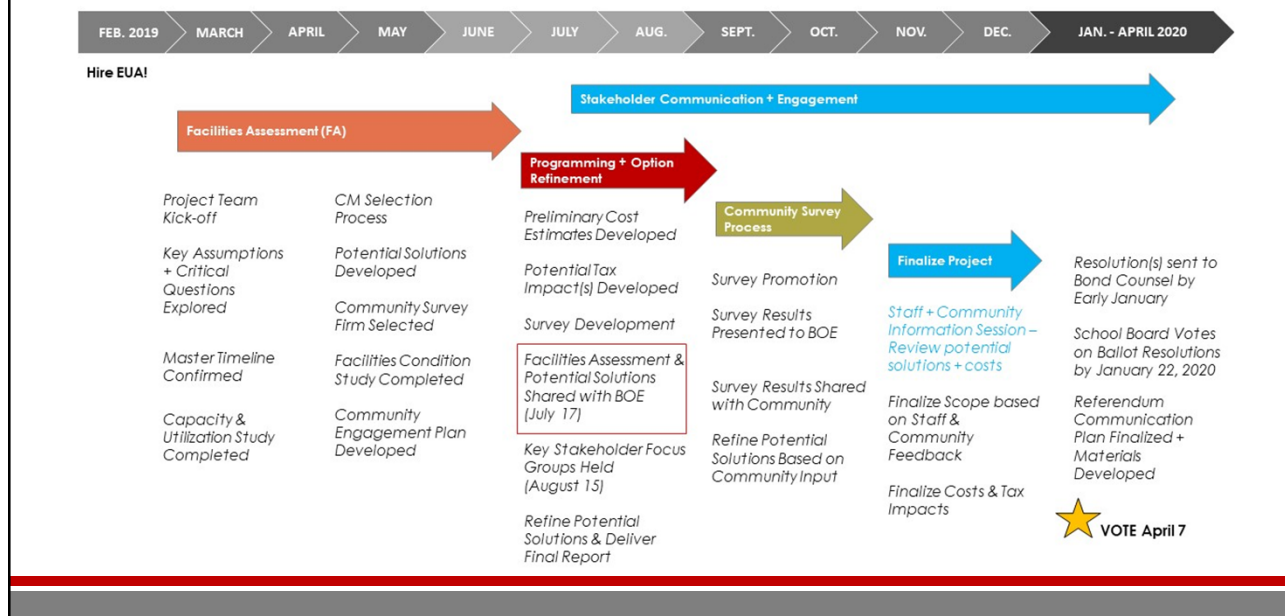 FEB. 2019 MARCH APRIL MAY JUNE JULY AUG. SEPT. OCT. NOV. DEC. JAN. - APRIL 2020
Hire EUA!
Stakeholder Communication + Engagement
Facilities Assessment (FA)
Programming + Option
Refinement
Community Survey
Process
Finalize Project
Project Team
Kick-off
Key Assumptions
+ Critical
Questions
Explored
Master Timeline
Confirmed
Capacity &
Utilization Study
Completed
CM Selection
Process
Potential Solutions
Developed
Community Survey
Firm Selected
Facilities Condition
Study Completed
Community
Engagement Plan
Developed
Preliminary Cost
Estimates Developed
Potential Tax
Impact(s) Developed
Survey Development
Facilities Assessment &
Potential Solutions
Shared with BOE
(July 17)
Key Stakeholder Focus
Groups Held
(August 15)
Refine Potential
Solutions & Deliver
Final Report
Survey Promotion
Survey Results
Presented to BOE
Survey Results Shared
with Community
Refine Potential
Solutions Based on
Community Input
Staff + Community
Information Session –
Review potential
solutions + costs
Finalize Scope based
on Staff &
Community
Feedback
Finalize Costs & Tax
Impacts
Resolution(s) sent to
Bond Counsel by
Early January
School Board Votes
on Ballot Resolutions
by January 22, 2020
Referendum
Communication
Plan Finalized +
Materials
Developed
VOTE April 7